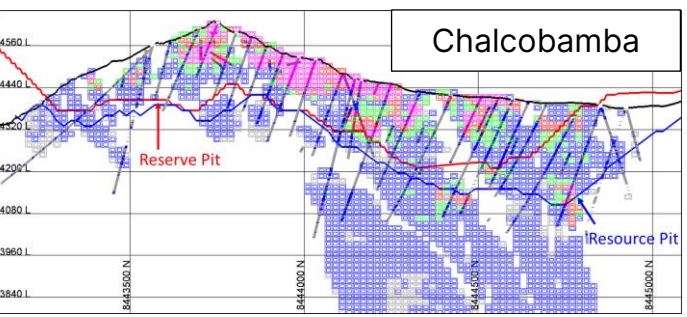 Chalcobamba
4560 L
4440 L
4320 L
Reserve Pit
4200 L
4080 L
Resource Pit
3960 L
3840 L
8443500 N
8444000 N
8444500 N
8445000 N